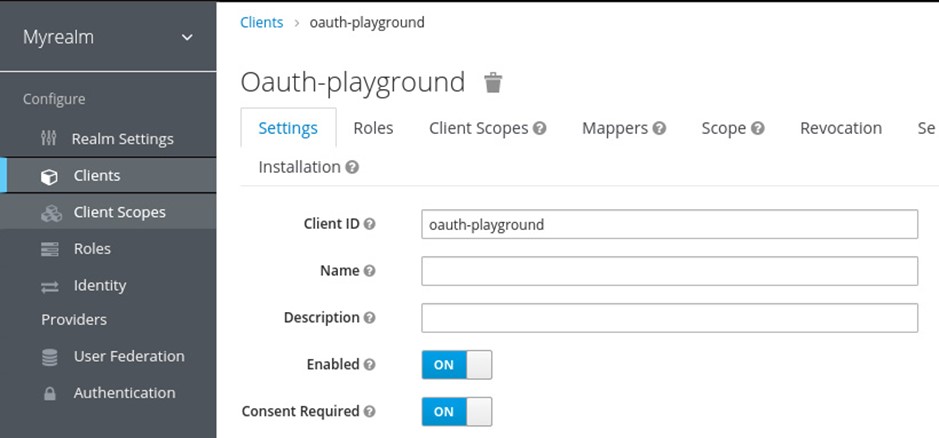 Myrealm
Configure
Realm Settings
Clients
Client Scopes
Roles
Identity
Providers
User Federation
Authentication
Clients > oauth-playground
Oauth-playground
Settings Roles Client Scopes Mappers Scope Revocation Se
Installation
Client ID oauth-playground
Name
Description
Enabled ON
Consent Required ON